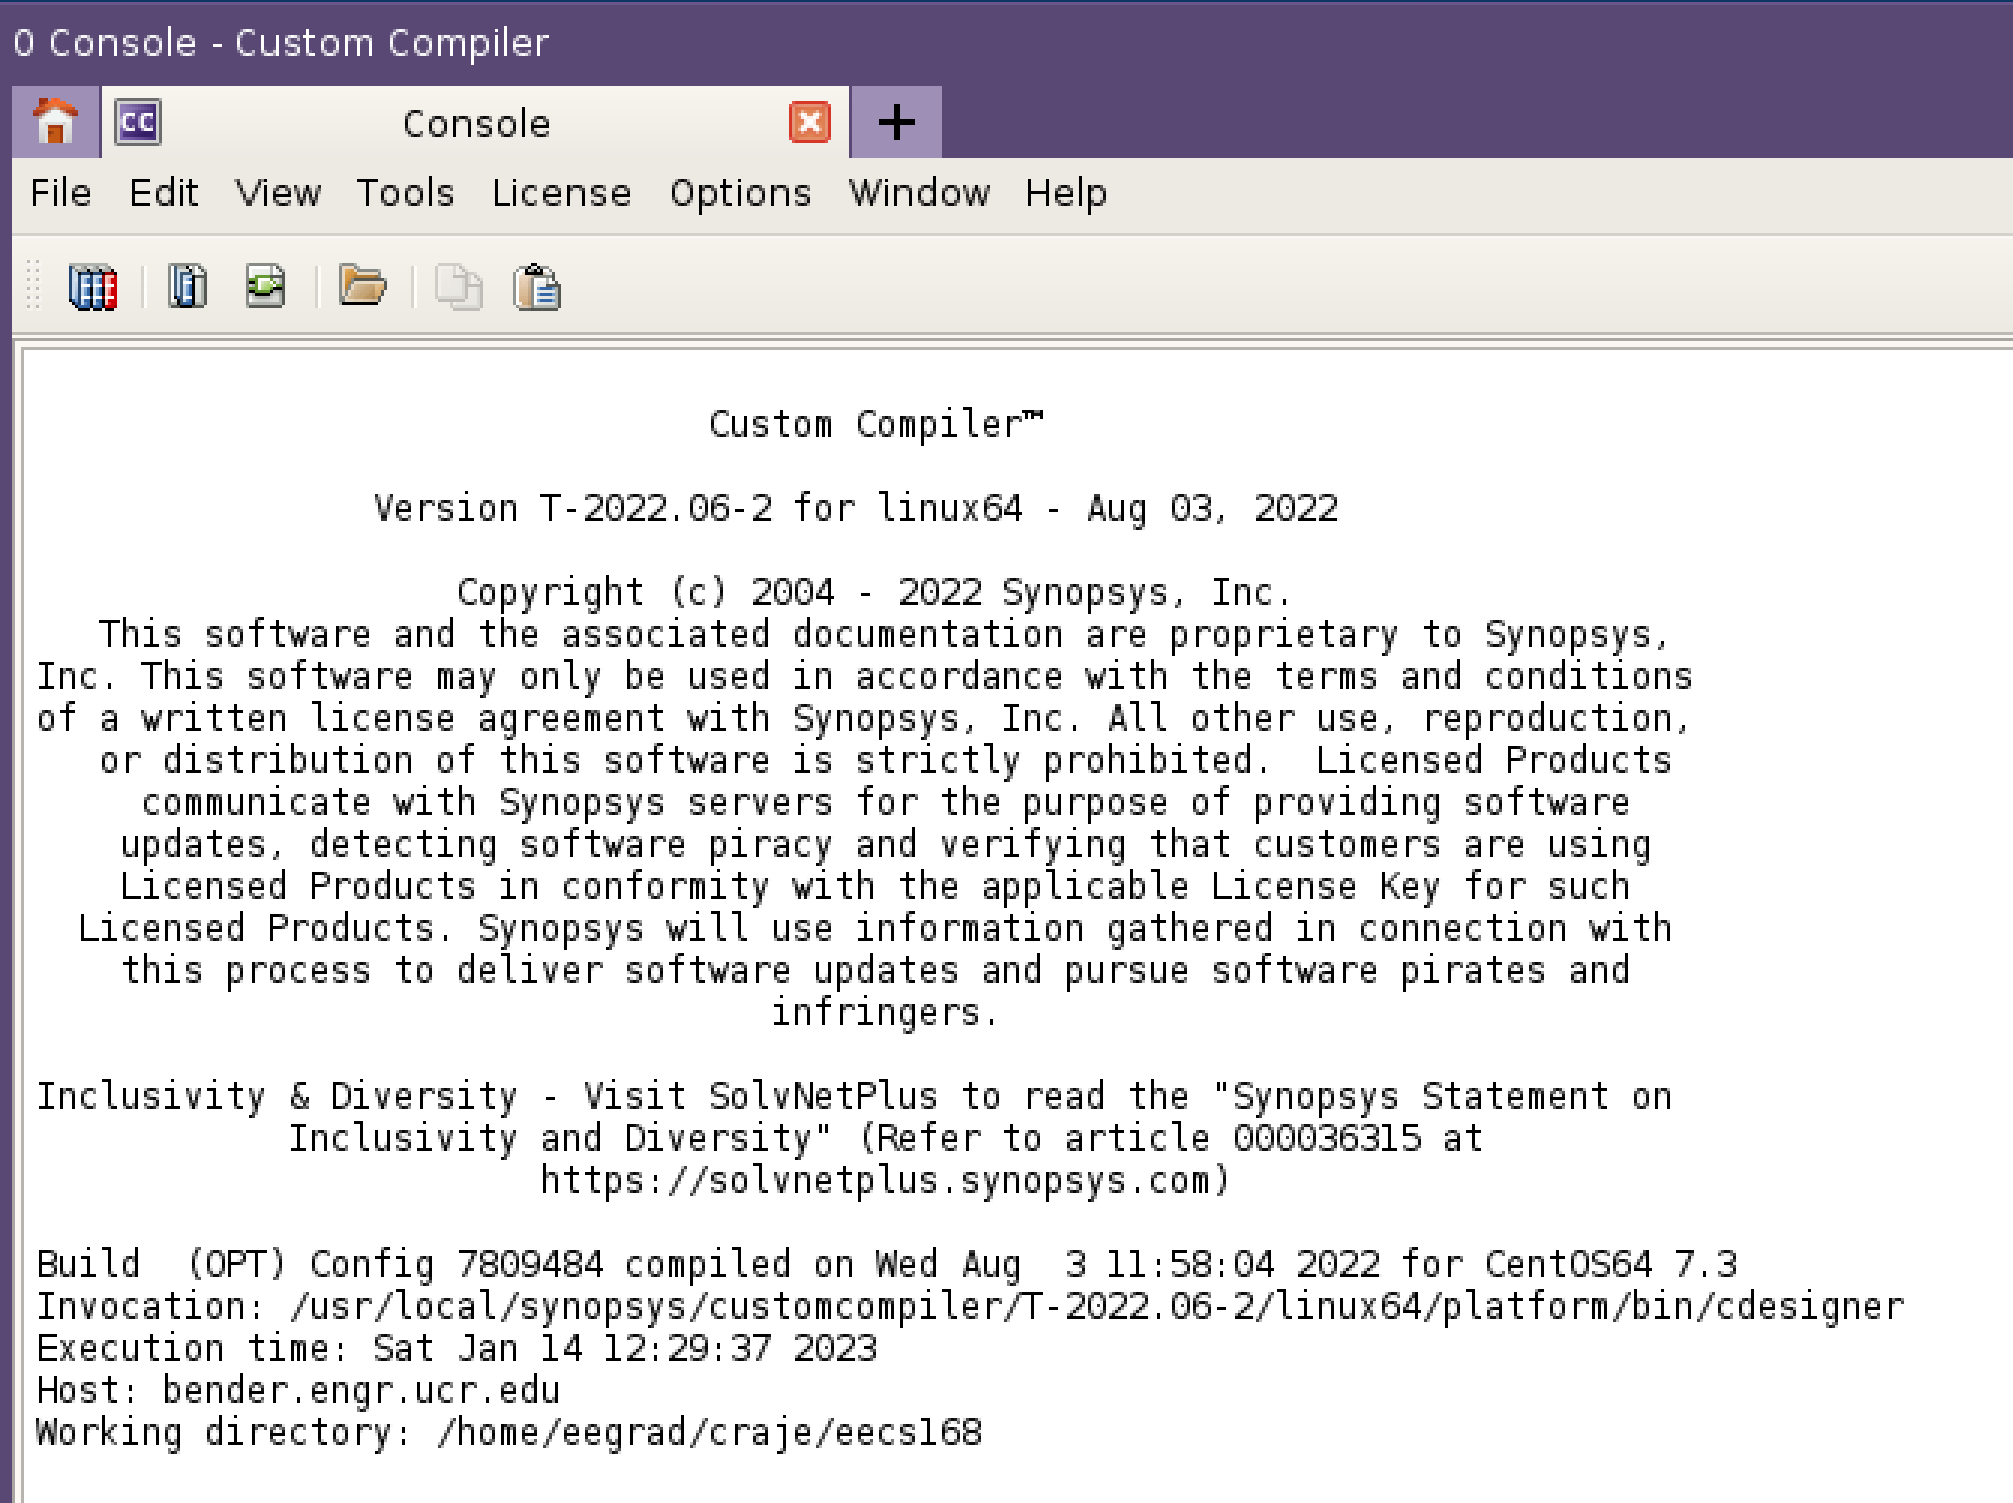 0 Console - Custom Compiler
CC Console +
File Edit View Tools License Options Window Help
Custom Compiler™
Version T-2022.06-2 for linux64 - Aug 03, 2022
Copyright (c) 2004 - 2022 Synopsys, Inc.
This software and the associated documentation are proprietary to Synopsys,
Inc. This software may only be used in accordance with the terms and conditions
of a written license agreement with Synopsys, Inc. All other use, reproduction,
or distribution of this software is strictly prohibited.  Licensed Products
communicate with Synopsys servers for the purpose of providing software
updates, detecting software piracy and verifying that customers are using
Licensed Products in conformity with the applicable License Key for such
Licensed Products. Synopsys will use information gathered in connection with
this process to deliver software updates and pursue software pirates and
infringers.
Inclusivity & Diversity - Visit SolvNetPlus to read the "Synopsys Statement on
Inclusivity and Diversity" (Refer to article 000036315 at
https://solvnetplus.synopsys.com)
Build  (OPT) Config 7809484 compiled on Wed Aug  3 11:58:04 2022 for CentOS64 7.3
Invocation: /usr/local/synopsys/customcompiler/T-2022.06-2/linux64/platform/bin/cdesigner
Execution time: Sat Jan 14 12:29:37 2023
Host: bender.engr.ucr.edu
Working directory: /home/eegrad/craje/eecs168